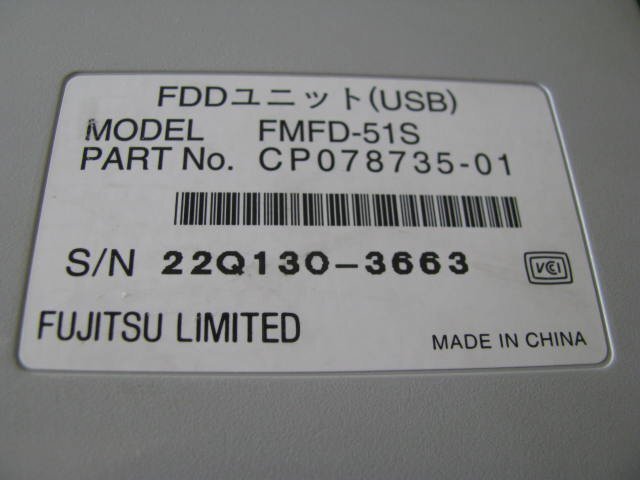 FDDユニット(USB)
MODEL FMFD-51S
PART No. CP078735-01
S/N 22Q130-3663
VCI
FUJITSU LIMITED
MADE IN CHINA